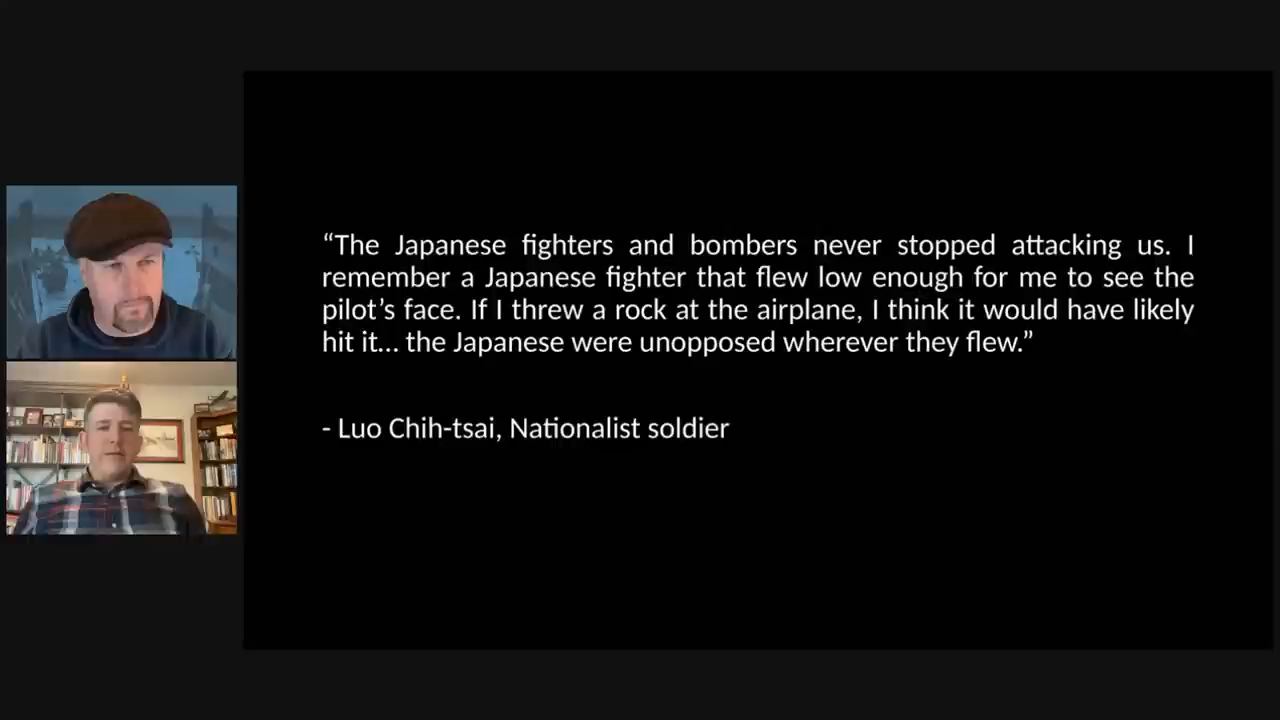 “The Japanese fighters and bombers never stopped attacking us. I
remember a Japanese fighter that flew low enough for me to see the
pilot’s face. If I threw a rock at the airplane, I think it would have likely
hit it… the Japanese were unopposed wherever they flew.”
- Luo Chih-tsai, Nationalist soldier